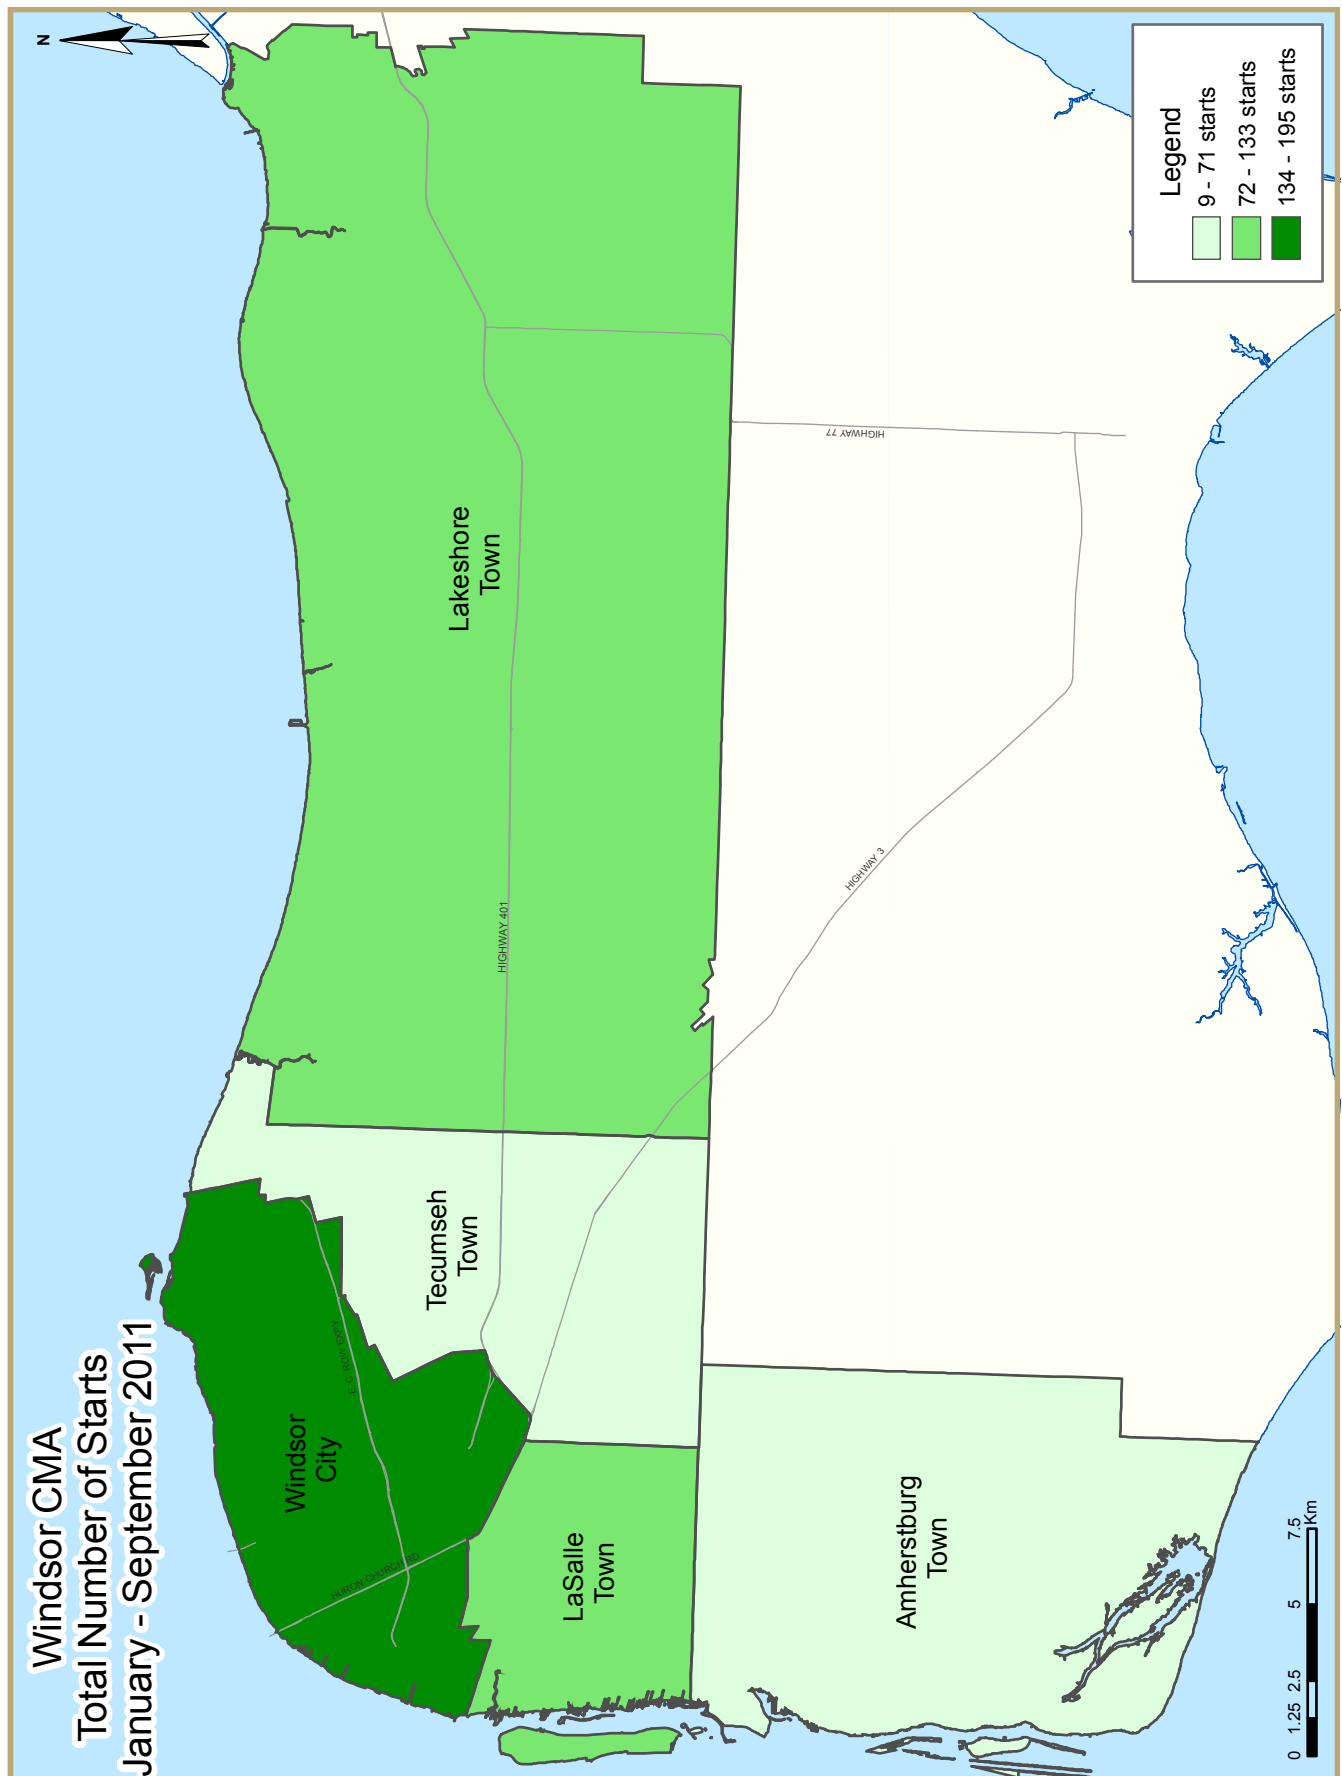 Windsor CMA
Total Number of Starts
January - September 2011
N
Windsor
City
Tecumseh
Town
Lakeshore
Town
LaSalle
Town
Amherstburg
Town
E.C. ROW EXPY
HURON CHURCH RD
HIGHWAY 401
HIGHWAY 3
HIGHWAY 77
Legend
9 - 71 starts
72 - 133 starts
134 - 195 starts
0 1.25 2.5 5 7.5
Km